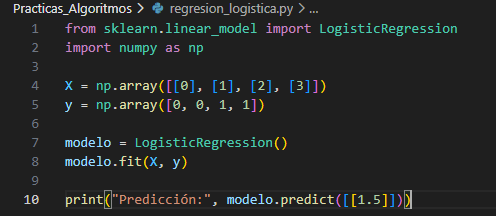 Practicas_Algoritmos > regresion_logistica.py > ...
1 from sklearn.linear_model import LogisticRegression
2 import numpy as np
3
4 X = np.array([[0], [1], [2], [3]])
5 y = np.array([0, 0, 1, 1])
6
7 modelo = LogisticRegression()
8 modelo.fit(X, y)
9
10 print("Predicción:", modelo.predict([[1.5]]))